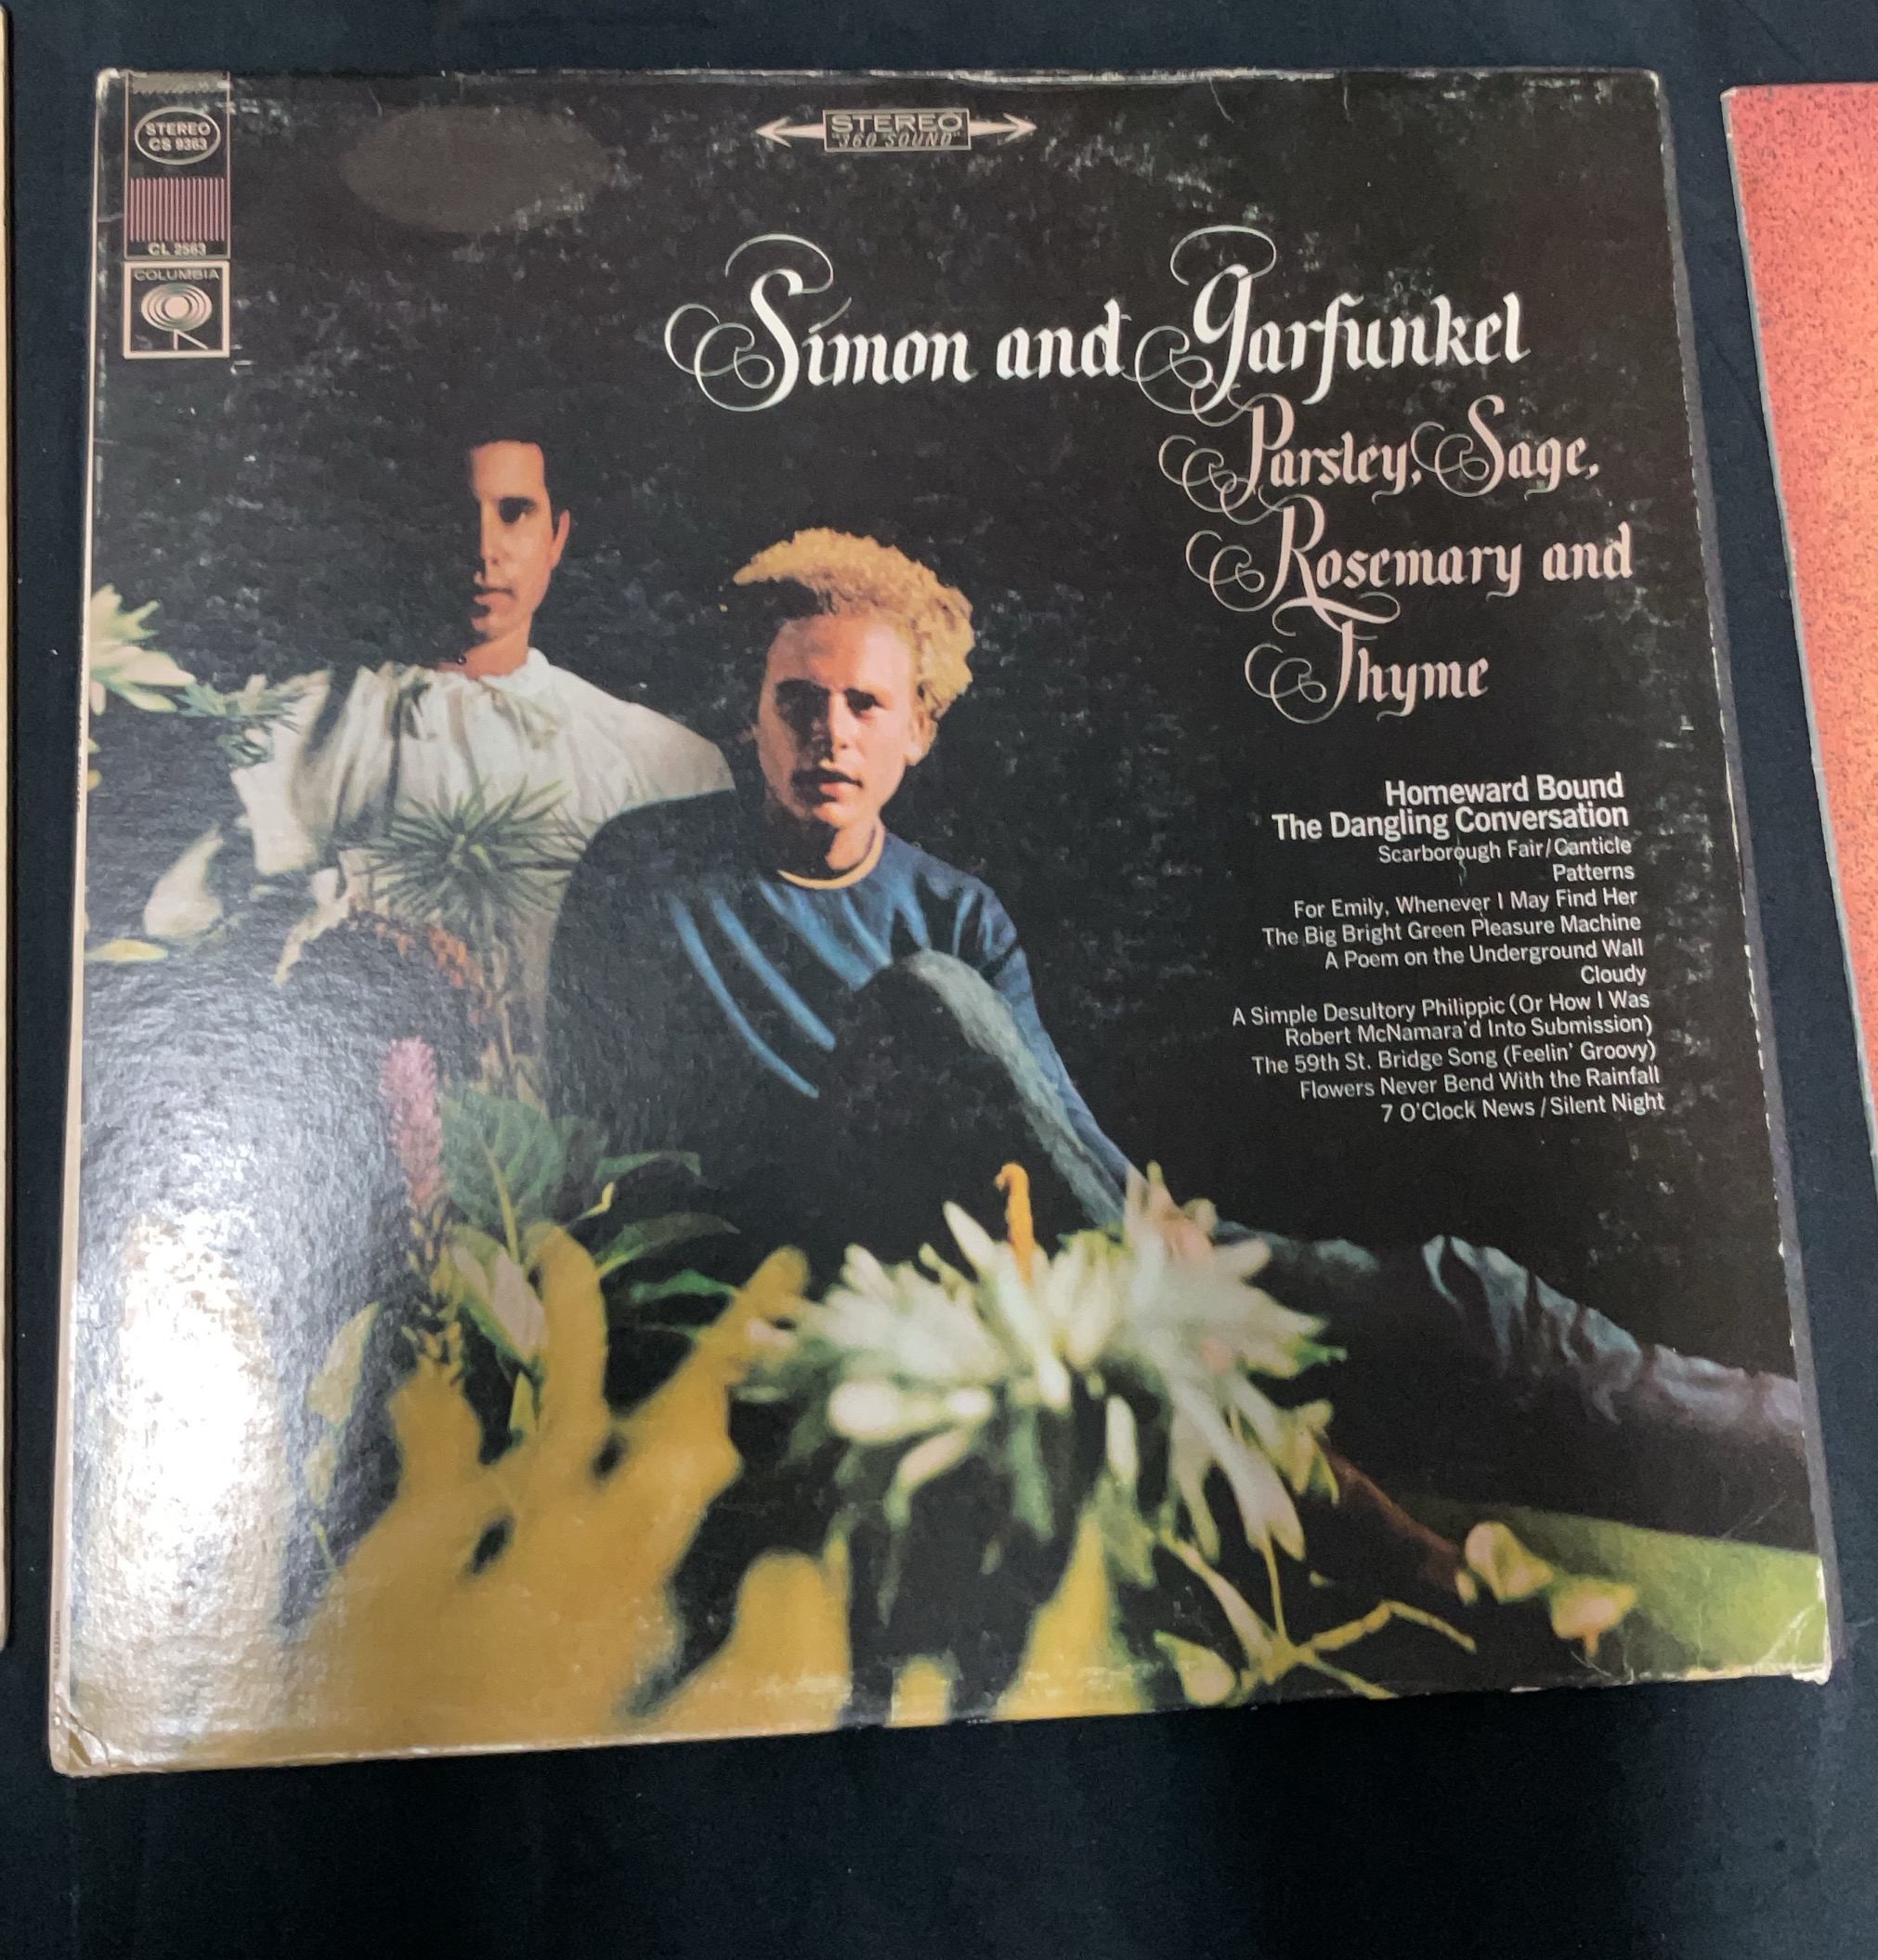 STEREO
CS 9363
CL 2563
COLUMBIA
STEREO
"360 SOUND"
Simon and Garfunkel
Parsley, Sage,
Rosemary and
Thyme
Homeward Bound
The Dangling Conversation
Scarborough Fair/Canticle
Patterns
For Emily, Whenever I May Find Her
The Big Bright Green Pleasure Machine
A Poem on the Underground Wall
Cloudy
A Simple Desultory Philippic (Or How I Was
Robert McNamara'd Into Submission)
The 59th St. Bridge Song (Feelin' Groovy)
Flowers Never Bend With the Rainfall
7 O'Clock News / Silent Night